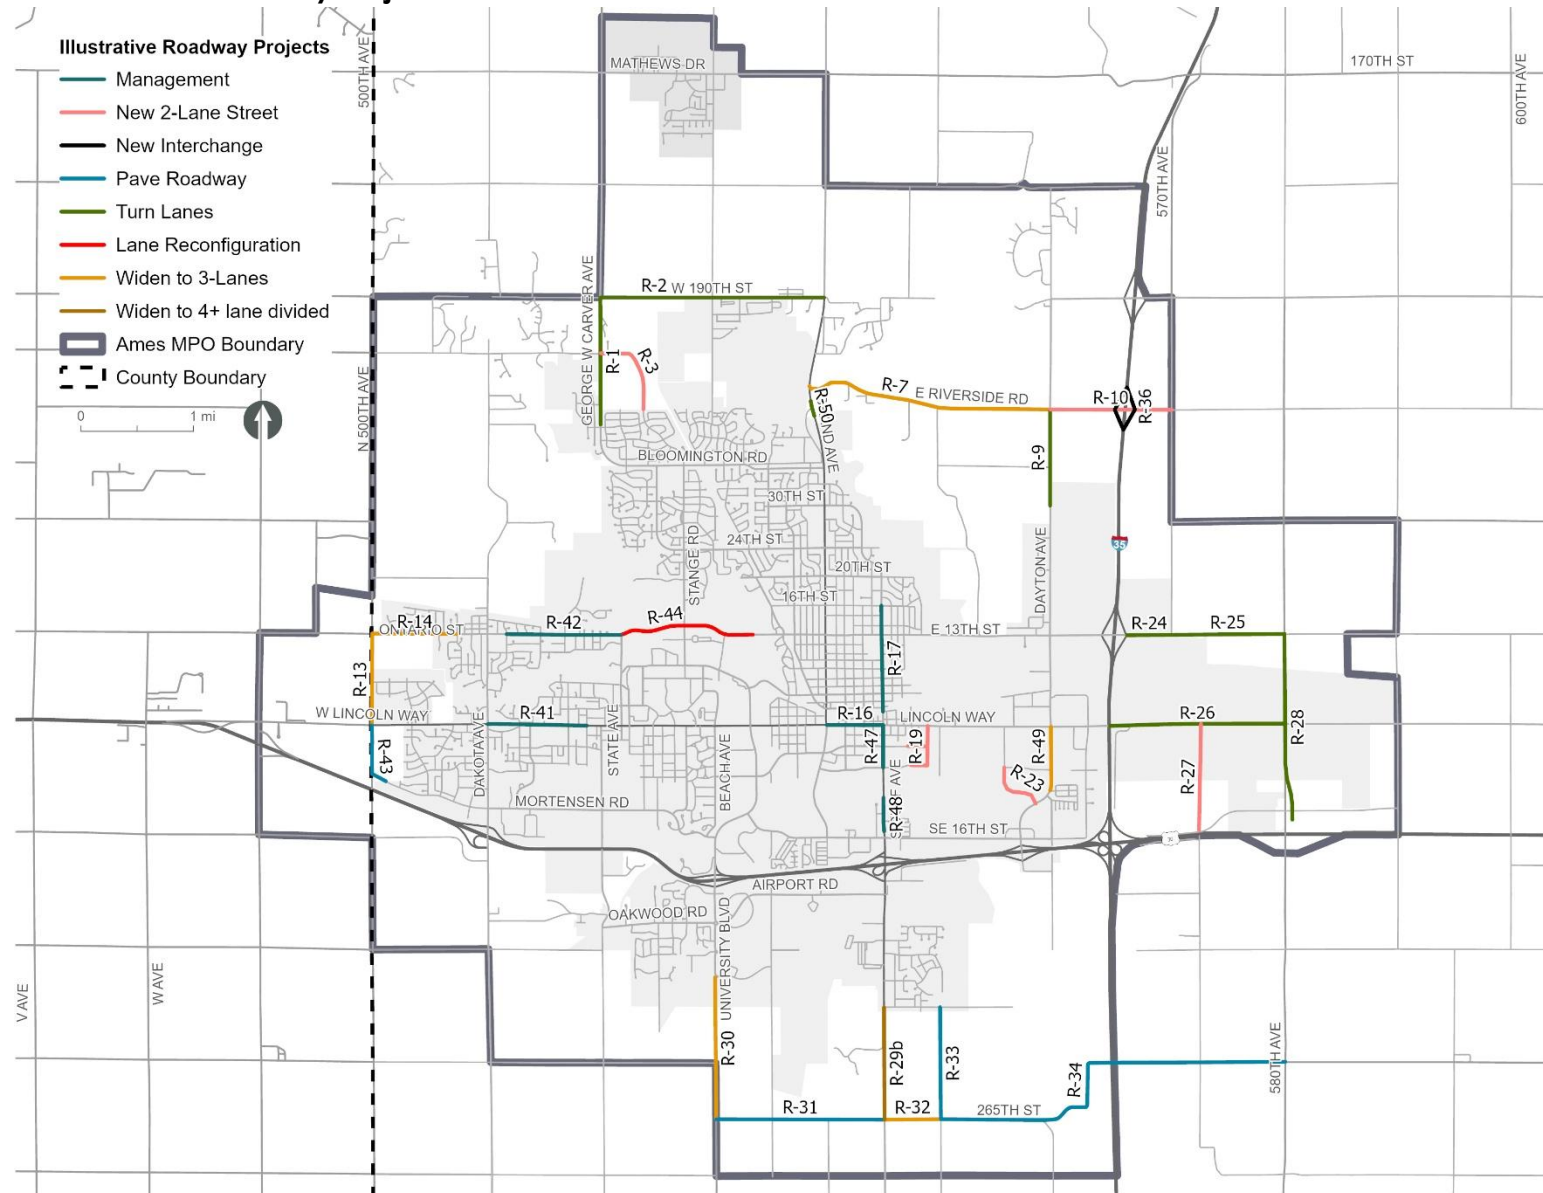 Illustrative Roadway Projects
Management
New 2-Lane Street
New Interchange
Pave Roadway
Turn Lanes
Lane Reconfiguration
Widen to 3-Lanes
Widen to 4+ lane divided
Ames MPO Boundary
County Boundary
0 1 mi
500TH AVE
MATHEWS DR
170TH ST
600TH AVE
570TH AVE
R-2 W 190TH ST
GEORGE W CARVER AVE
R-1
R-3
N 500TH AVE
R-7 E RIVERSIDE RD
R-10
R-36
R-50
ND AVE
BLOOMINGTON RD
R-9
30TH ST
STANGE RD
24TH ST
35
20TH ST
DAYTON AVE
16TH ST
R-14
ONTARIO ST
R-42
R-44
E 13TH ST
R-24
R-25
R-17
R-13
W LINCOLN WAY
R-41
R-16
LINCOLN WAY
R-26
R-28
R-43
DAKOTA AVE
STATE AVE
BEACH AVE
R-47
R-19
R-49
R-23
R-27
F AVE
MORTENSEN RD
R-48
SE 16TH ST
AIRPORT RD
OAKWOOD RD
UNIVERSITY BLVD
V AVE
W AVE
R-30
R-29b
R-33
R-34
580TH AVE
R-31
R-32
265TH ST